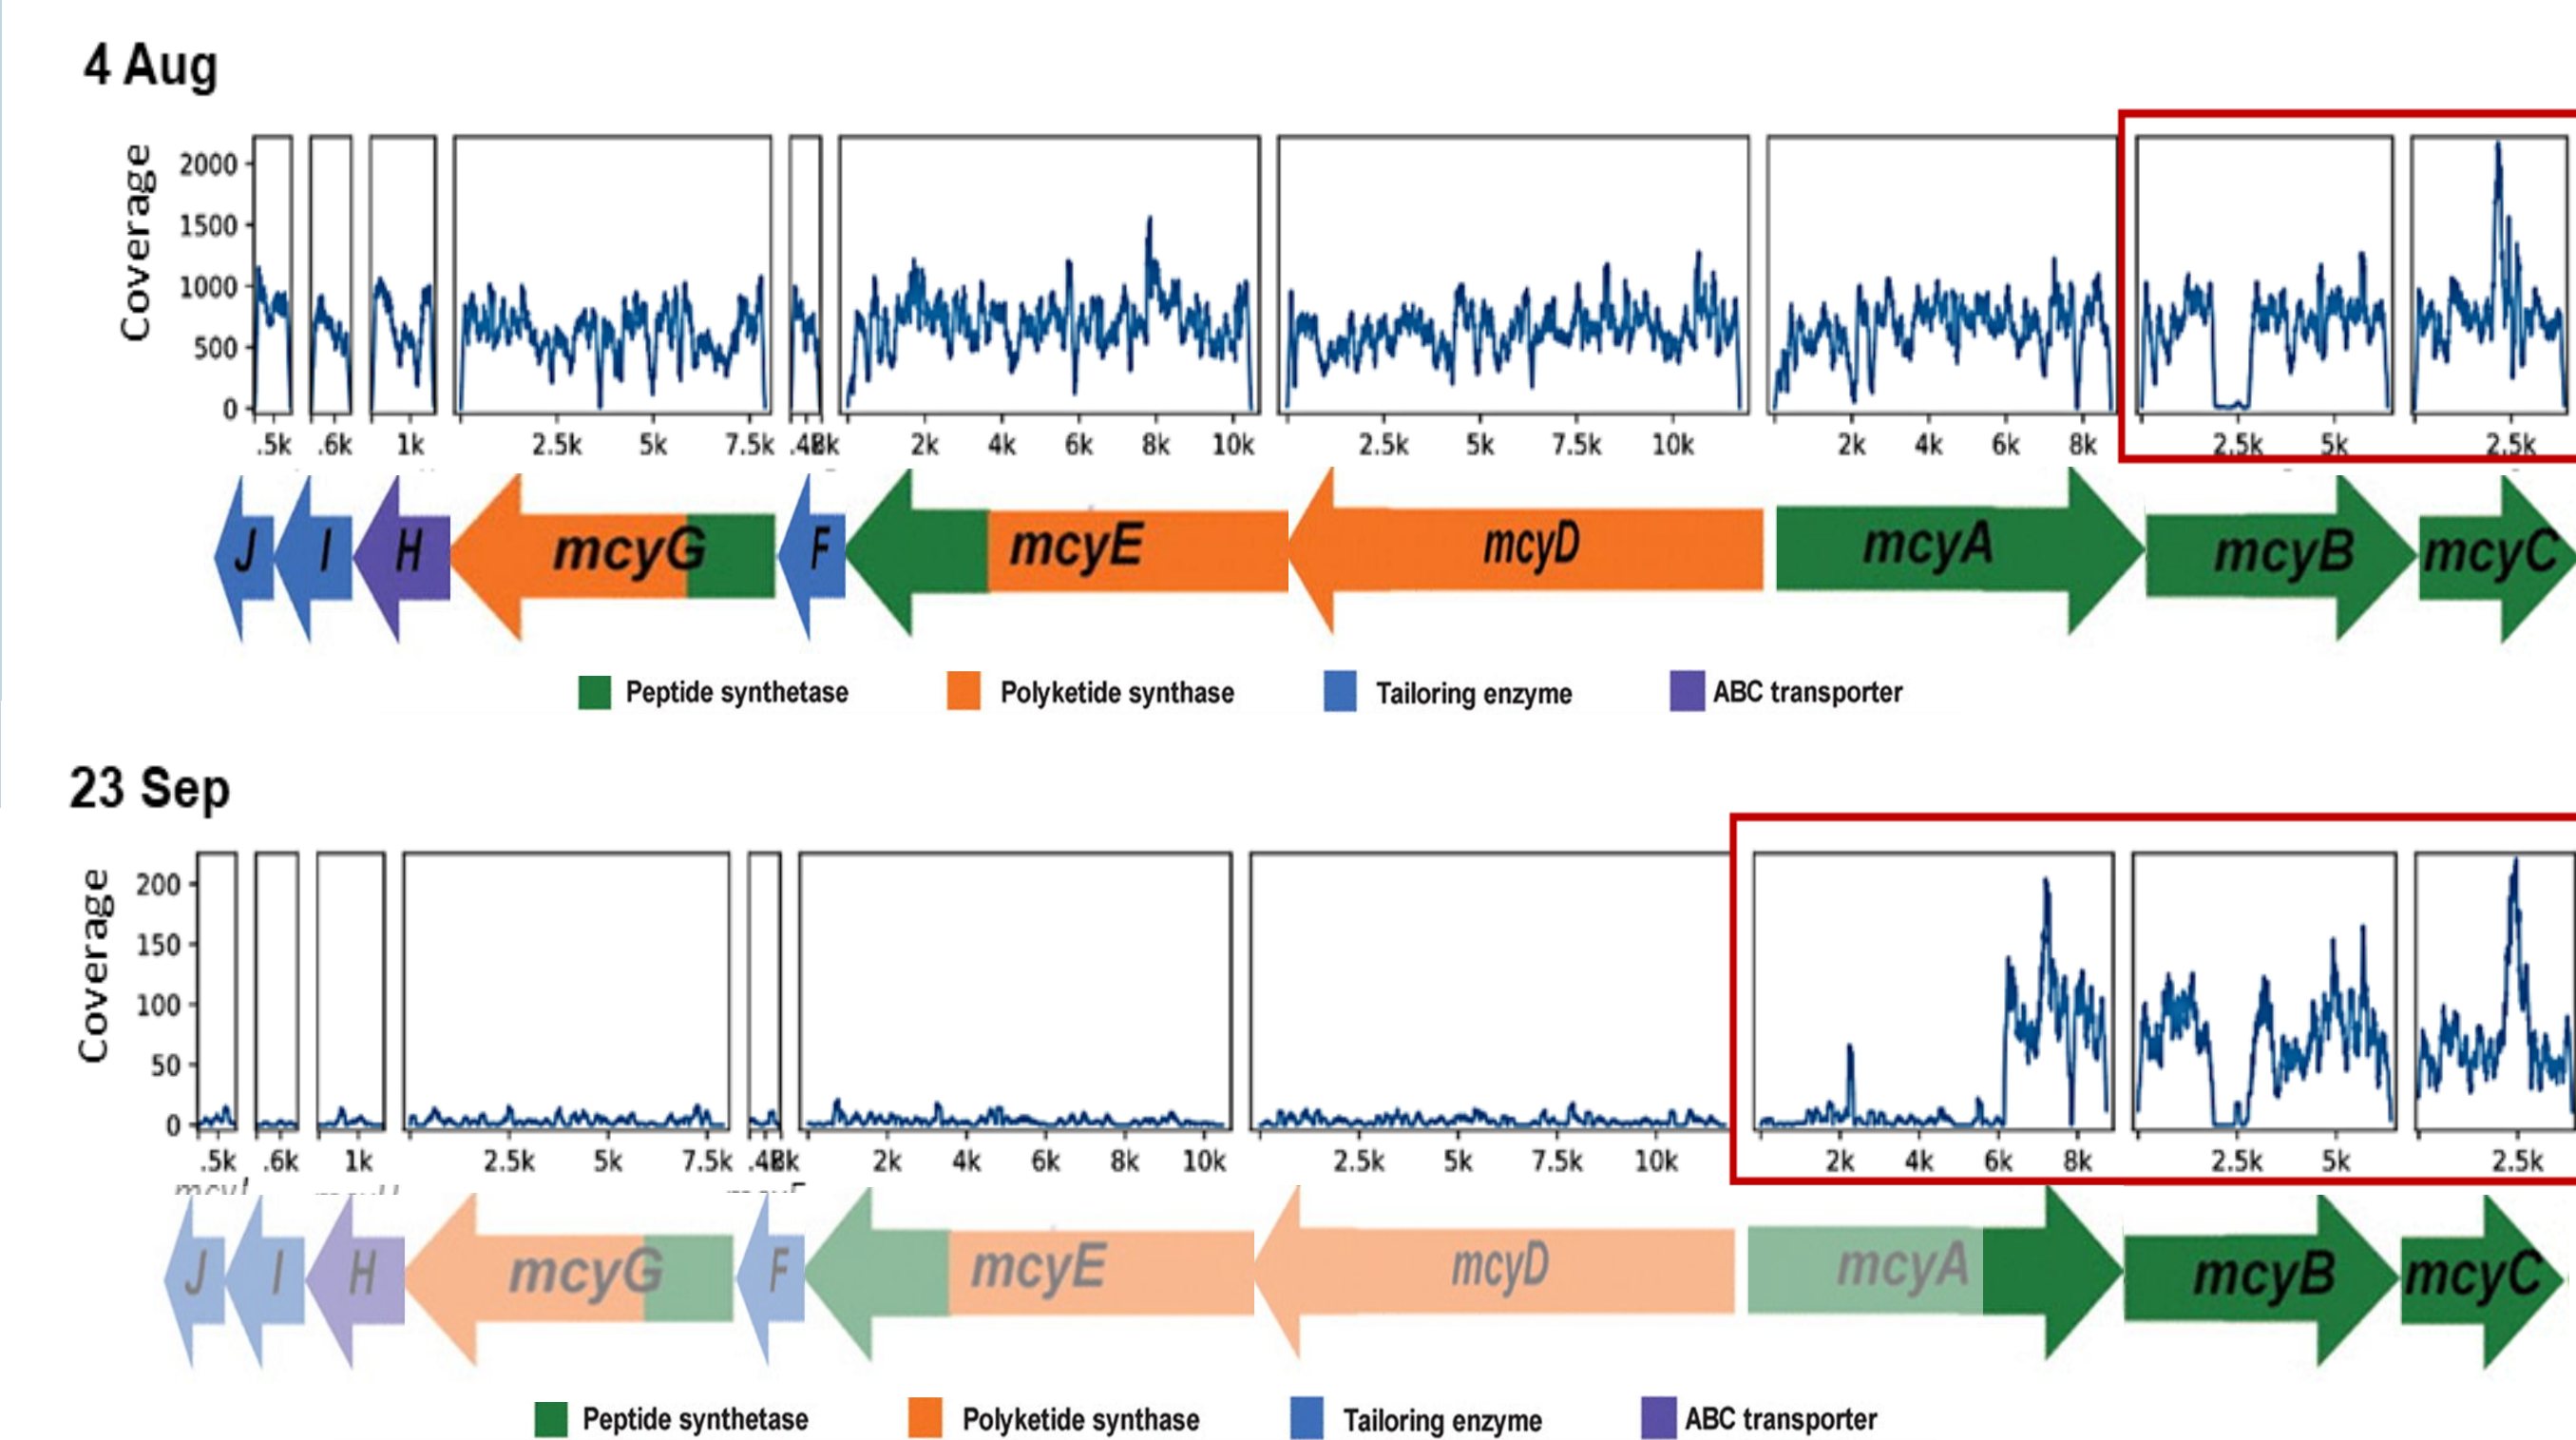 4 Aug
Coverage
2000
1500
1000
500
0
.5k .6k 1k 2.5k 5k 7.5k 2k 4k 6k 8k 10k 2.5k 5k 7.5k 10k 2k 4k 6k 8k 2.5k 5k 2.5k
J I H mcyG F mcyE mcyD mcyA mcyB mcyC
Peptide synthetase Polyketide synthase Tailoring enzyme ABC transporter
23 Sep
Coverage
200
150
100
50
0
.5k .6k 1k 2.5k 5k 7.5k 2k 4k 6k 8k 10k 2.5k 5k 7.5k 10k 2k 4k 6k 8k 2.5k 5k 2.5k
J I H mcyG F mcyE mcyD mcyA mcyB mcyC
Peptide synthetase Polyketide synthase Tailoring enzyme ABC transporter